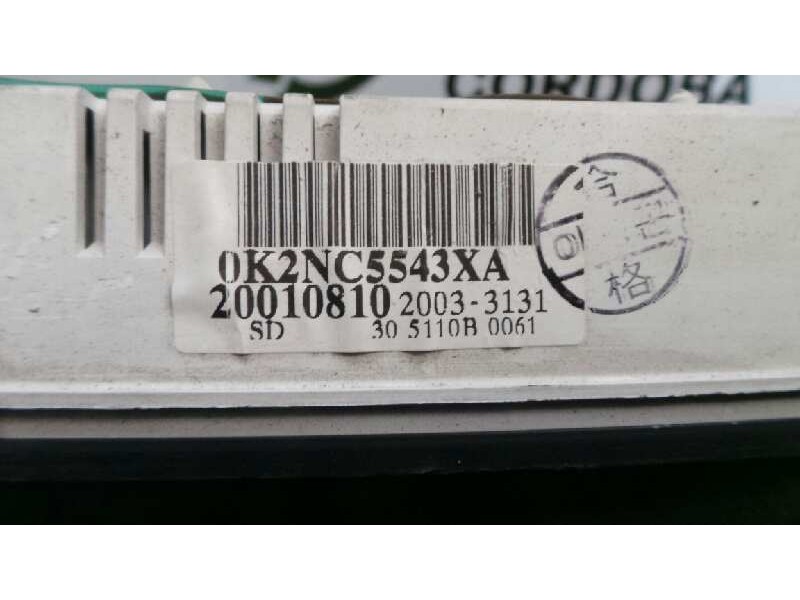 CORDOBA
0K2NC5543XA
20010810 2003-3131
SD 30 5110B 0061
合
格